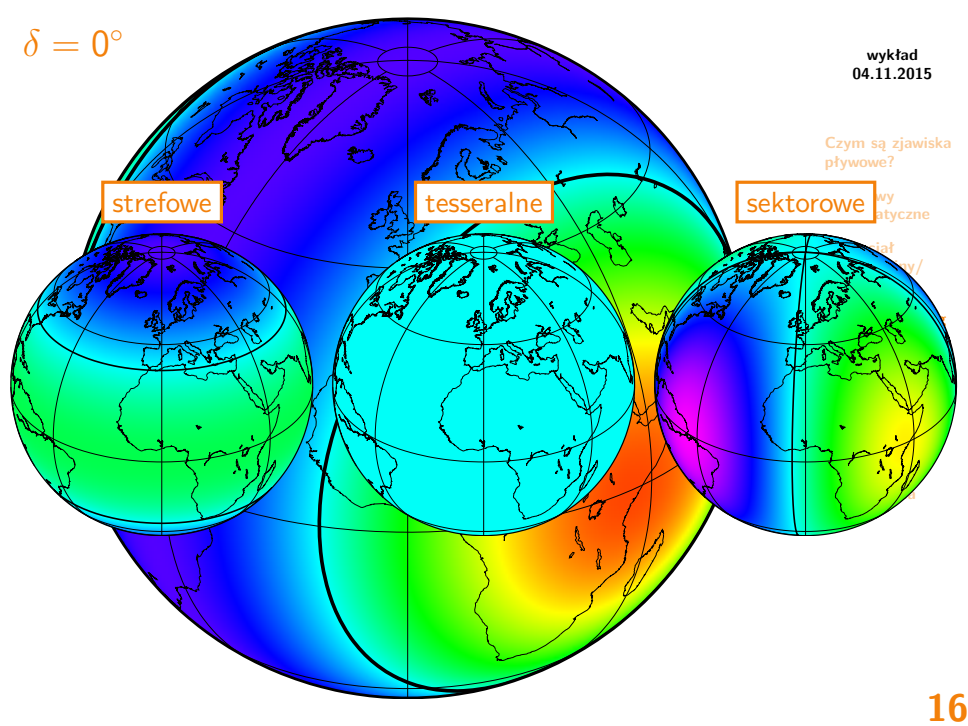 δ = 0°
wykład
04.11.2015
Czym są zjawiska
pływowe?
strefowe
tesseralne
sektorowe
16